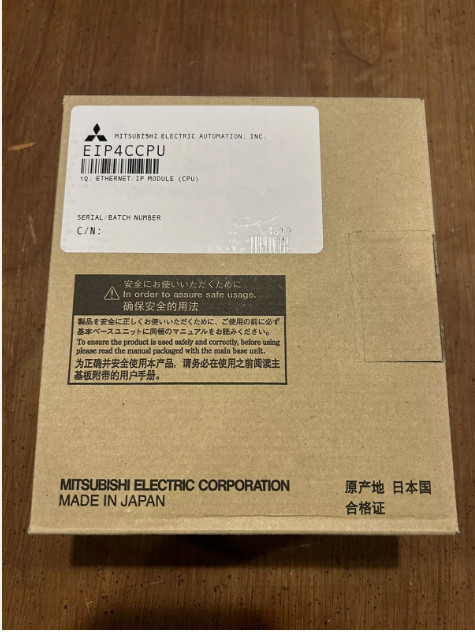 MITSUBISHI ELECTRIC AUTOMATION, INC.
EIP4CCPU
iQ, ETHERNET/IP MODULE (CPU)
SERIAL/BATCH NUMBER
C/N:
安全にお使いいただくために
In order to assure safe usage.
确保安全的用法
製品を安全に正しくお使いいただくために、ご使用の前に必ず
基本ベースユニットに同梱のマニュアルをお読みください。
To ensure the product is used safely and correctly, before using
please read the manual packaged with the main base unit.
为正确并安全使用本产品，请务必在使用之前阅读主
基板附带的用户手册。
MITSUBISHI ELECTRIC CORPORATION
MADE IN JAPAN
原产地 日本国
合格证